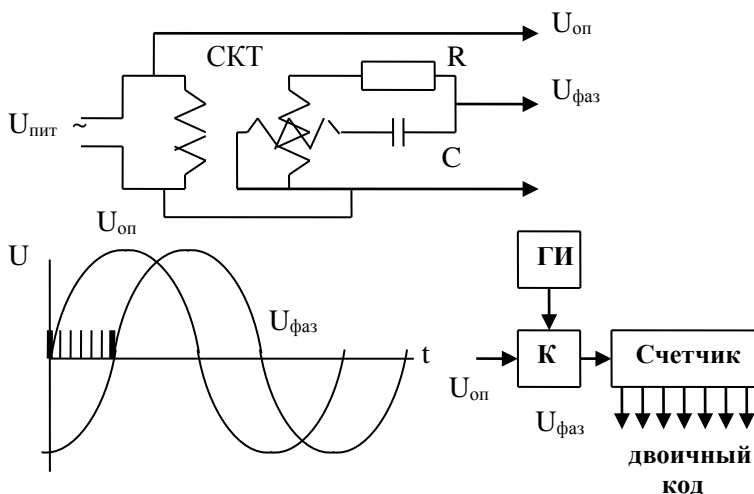 Uоп
СКТ
R
Uфаз
Uпит ~
C
Uоп
U
Uфаз
t
ГИ
К
Счетчик
Uоп
Uфаз
двоичный
код